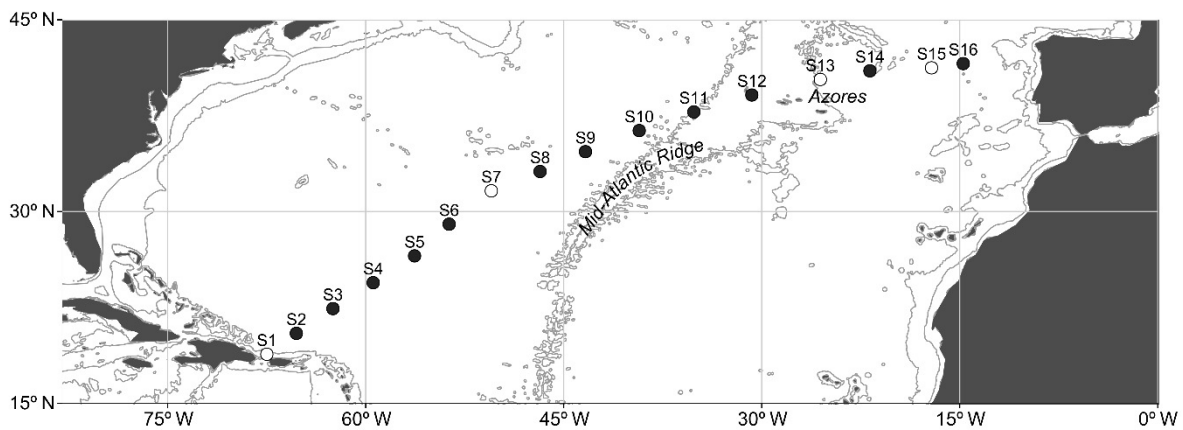 45° N
30° N
15° N
75° W
60° W
45° W
30° W
15° W
0° W
S1
S2
S3
S4
S5
S6
S7
S8
S9
S10
S11
S12
S13
S14
S15
S16
Azores
Mid-Atlantic Ridge